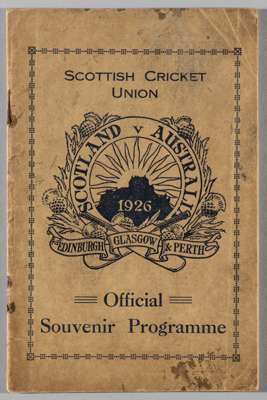 SCOTTISH CRICKET
UNION
SCOTLAND V AUSTRALIA
1926
EDINBURGH GLASGOW & PERTH
Official
Souvenir Programme